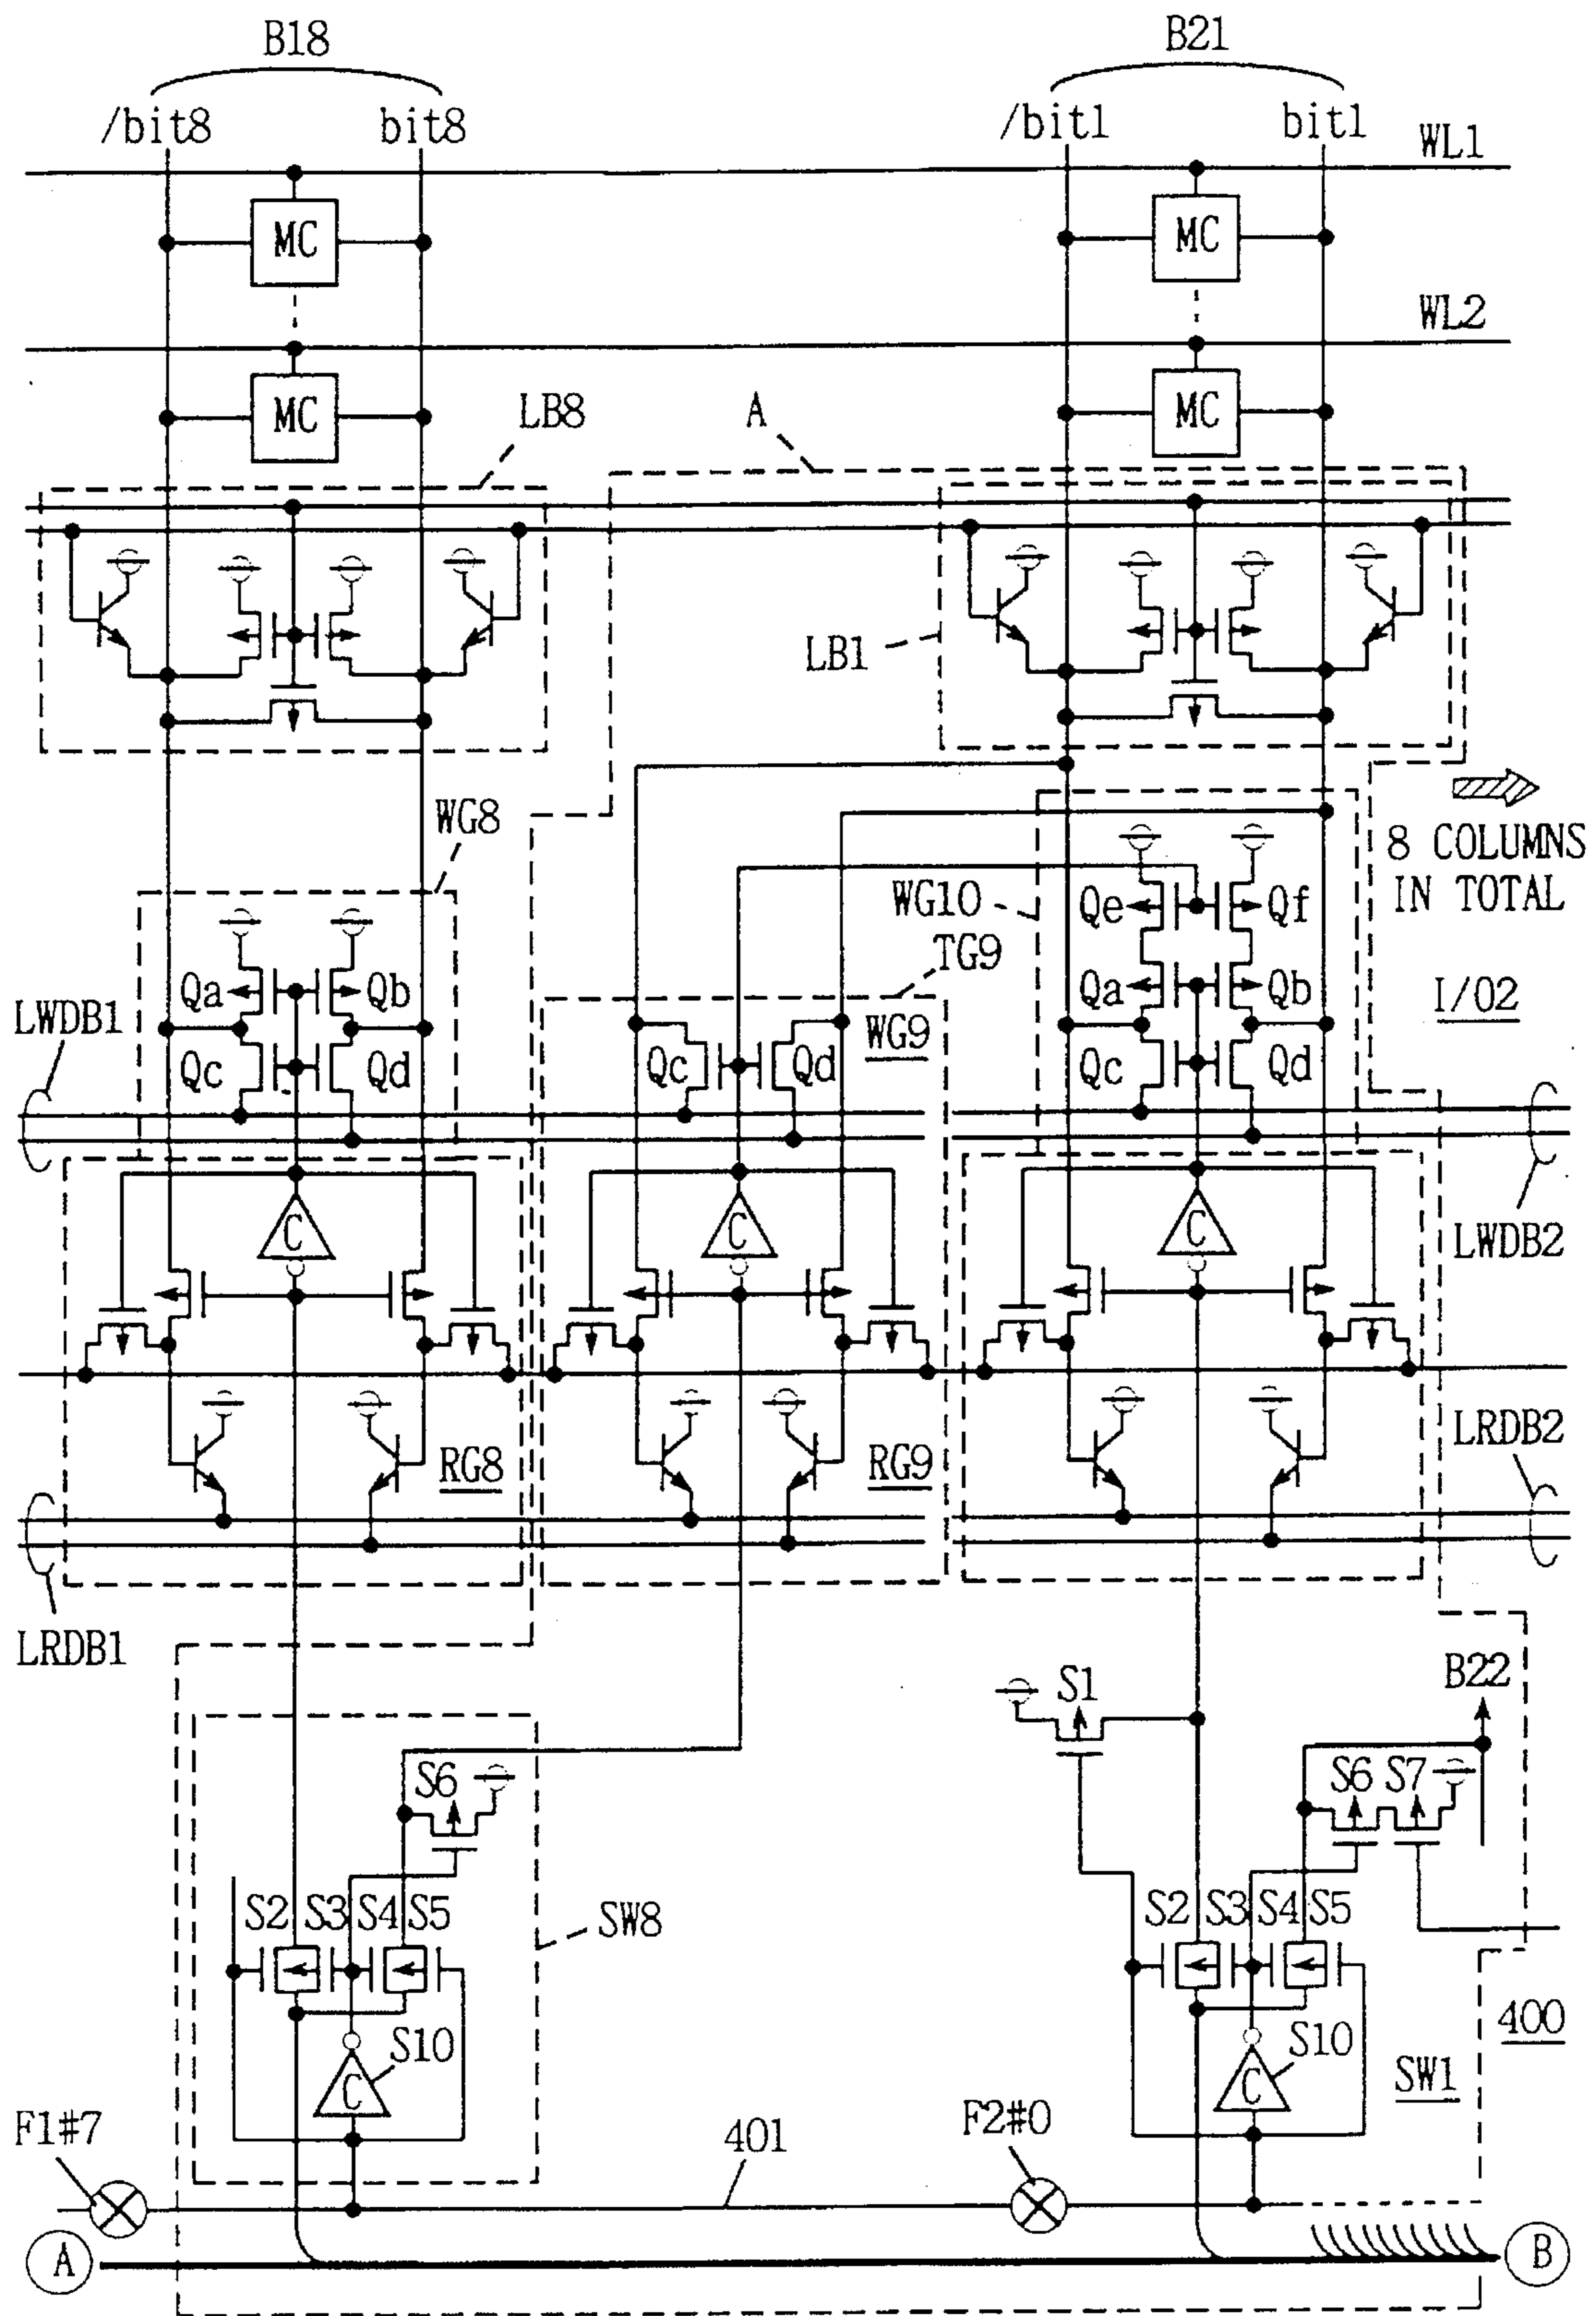 B18 B21
/bit8 bit8 /bit1 bit1
WL1
MC MC
WL2
MC MC
LB8 A
LB1
WG8
8 COLUMNS
IN TOTAL
WG10 Qe Qf
TG9
Qa Qb Qa Qb
LWDB1 WG9 I/O2
Qc Qd Qc Qd Qc Qd
C C C
LWDB2
LRDB2
RG8 RG9
LRDB1
S1 B22
S6 S6 S7
S2 S3 S4 S5 SW8 S2 S3 S4 S5
400
S10 S10
C C SW1
F1#7 401 F2#0
A B